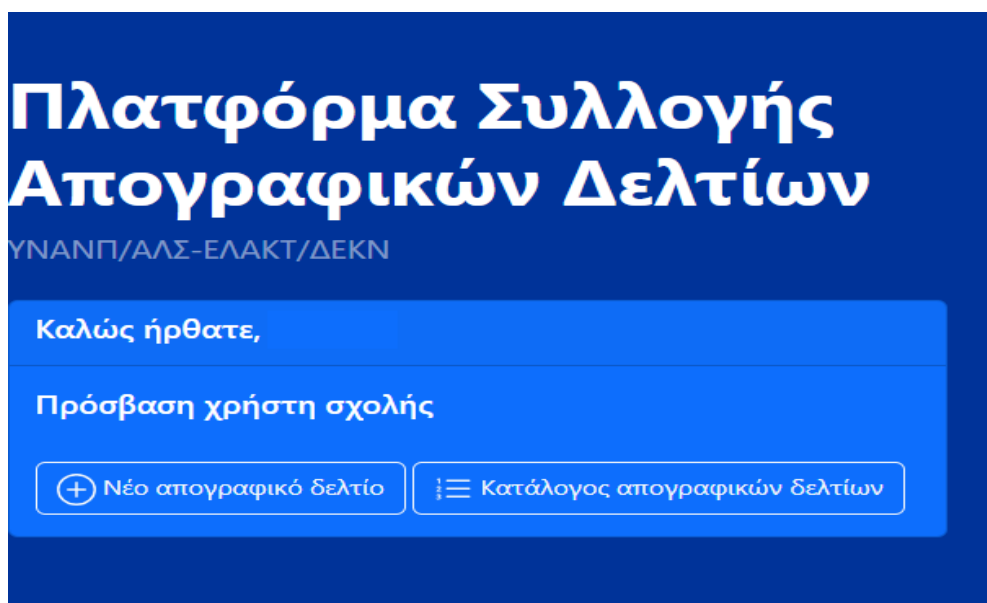 Πλατφόρμα Συλλογής
Απογραφικών Δελτίων
ΥΝΑΝΠ/ΑΛΣ-ΕΛΑΚΤ/ΔΕΚΝ
Καλώς ήρθατε,
Πρόσβαση χρήστη σχολής
Νέο απογραφικό δελτίο
Κατάλογος απογραφικών δελτίων